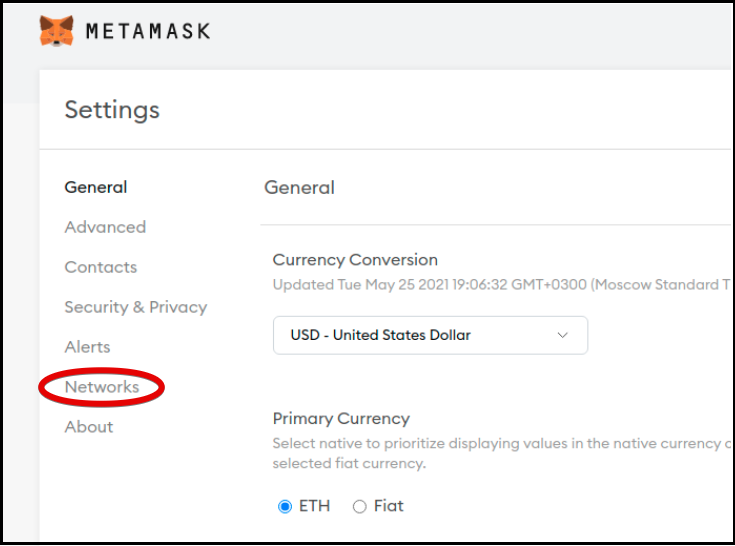 METAMASK
Settings
General
Advanced
Contacts
Security & Privacy
Alerts
Networks
About
General
Currency Conversion
Updated Tue May 25 2021 19:06:32 GMT+0300 (Moscow Standard T
USD - United States Dollar
Primary Currency
Select native to prioritize displaying values in the native currency
selected fiat currency.
ETH
Fiat